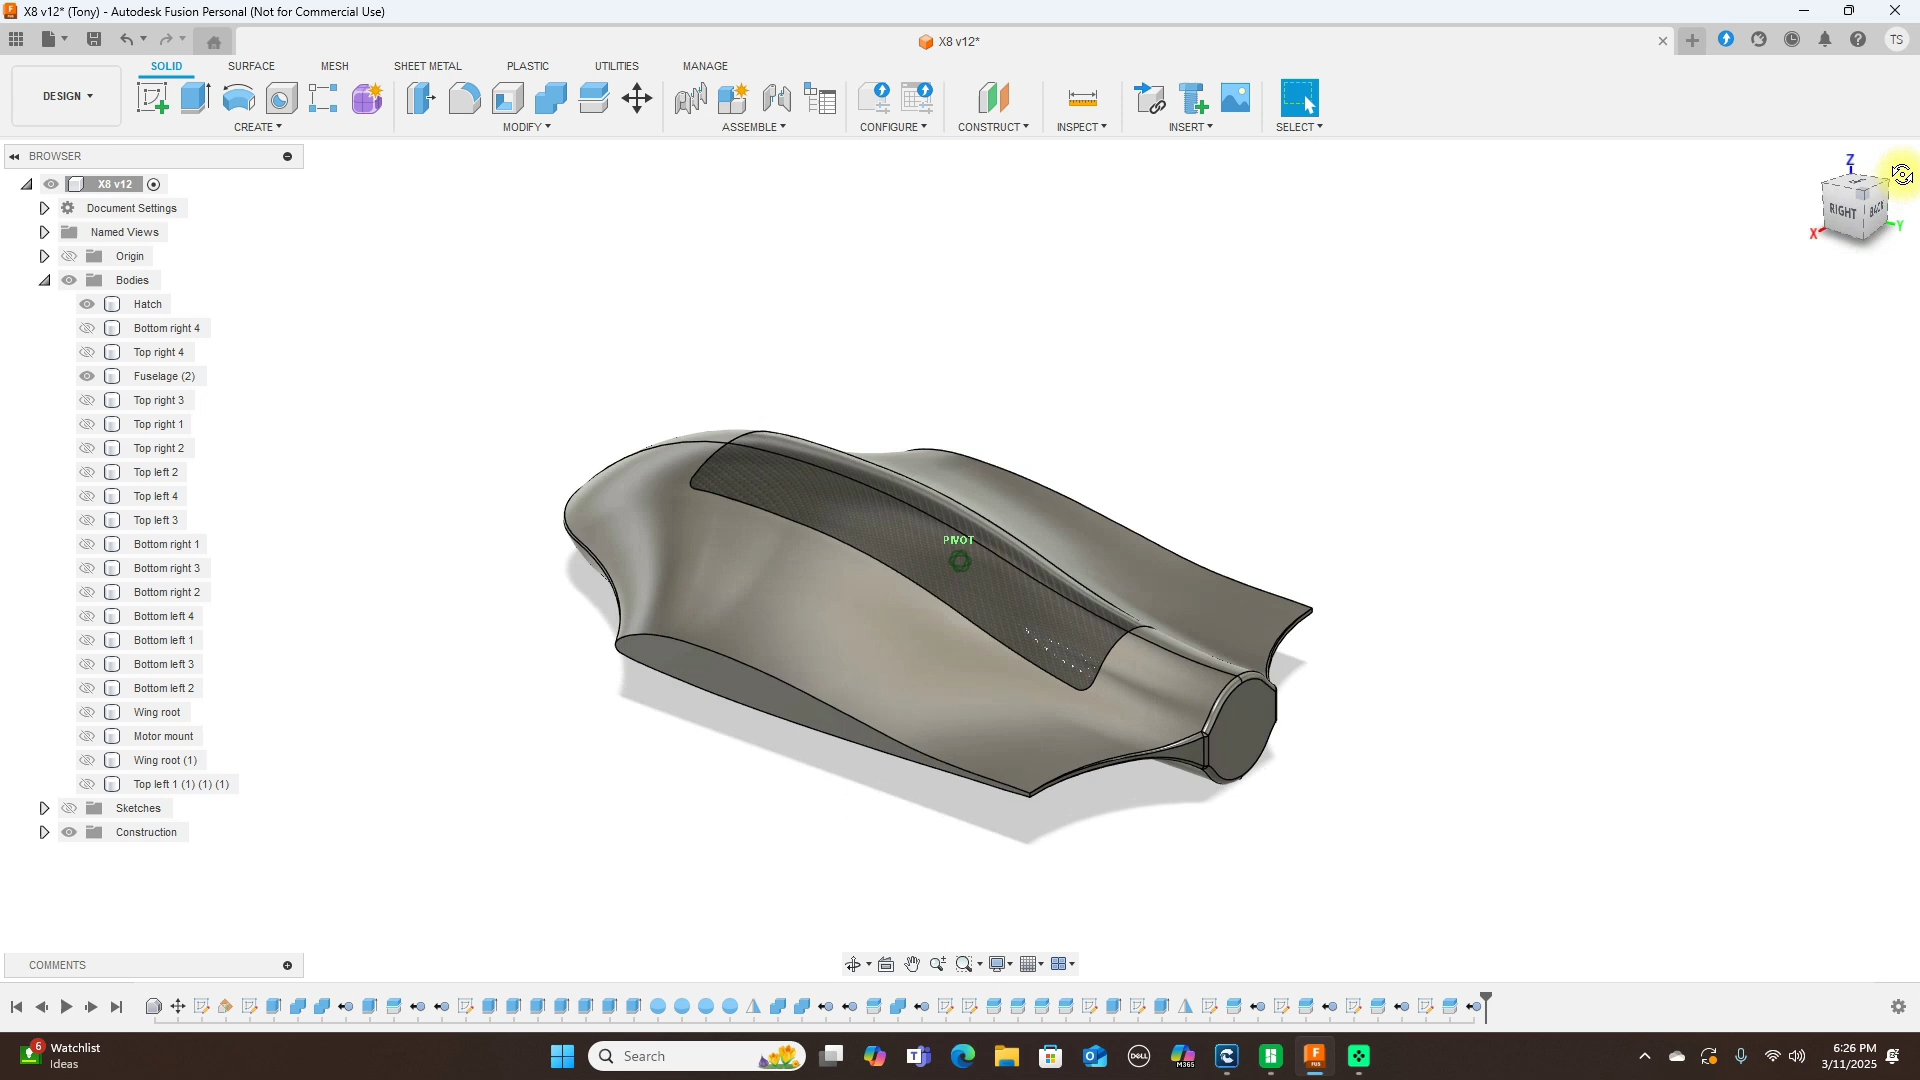 X8 v12* (Tony) - Autodesk Fusion Personal (Not for Commercial Use)
X8 v12*
TS
DESIGN
SOLID
SURFACE
MESH
SHEET METAL
PLASTIC
UTILITIES
MANAGE
CREATE
MODIFY
ASSEMBLE
CONFIGURE
CONSTRUCT
INSPECT
INSERT
SELECT
BROWSER
X8 v12
Document Settings
Named Views
Origin
Bodies
Hatch
Bottom right 4
Top right 4
Fuselage (2)
Top right 3
Top right 1
Top right 2
Top left 2
Top left 4
Top left 3
Bottom right 1
Bottom right 3
Bottom right 2
Bottom left 4
Bottom left 1
Bottom left 3
Bottom left 2
Wing root
Motor mount
Wing root (1)
Top left 1 (1) (1) (1)
Sketches
Construction
Z
RIGHT
BACK
X
Y
PIVOT
COMMENTS
6
Watchlist
Ideas
Search
DELL
M365
FUS
6:26 PM
3/11/2025